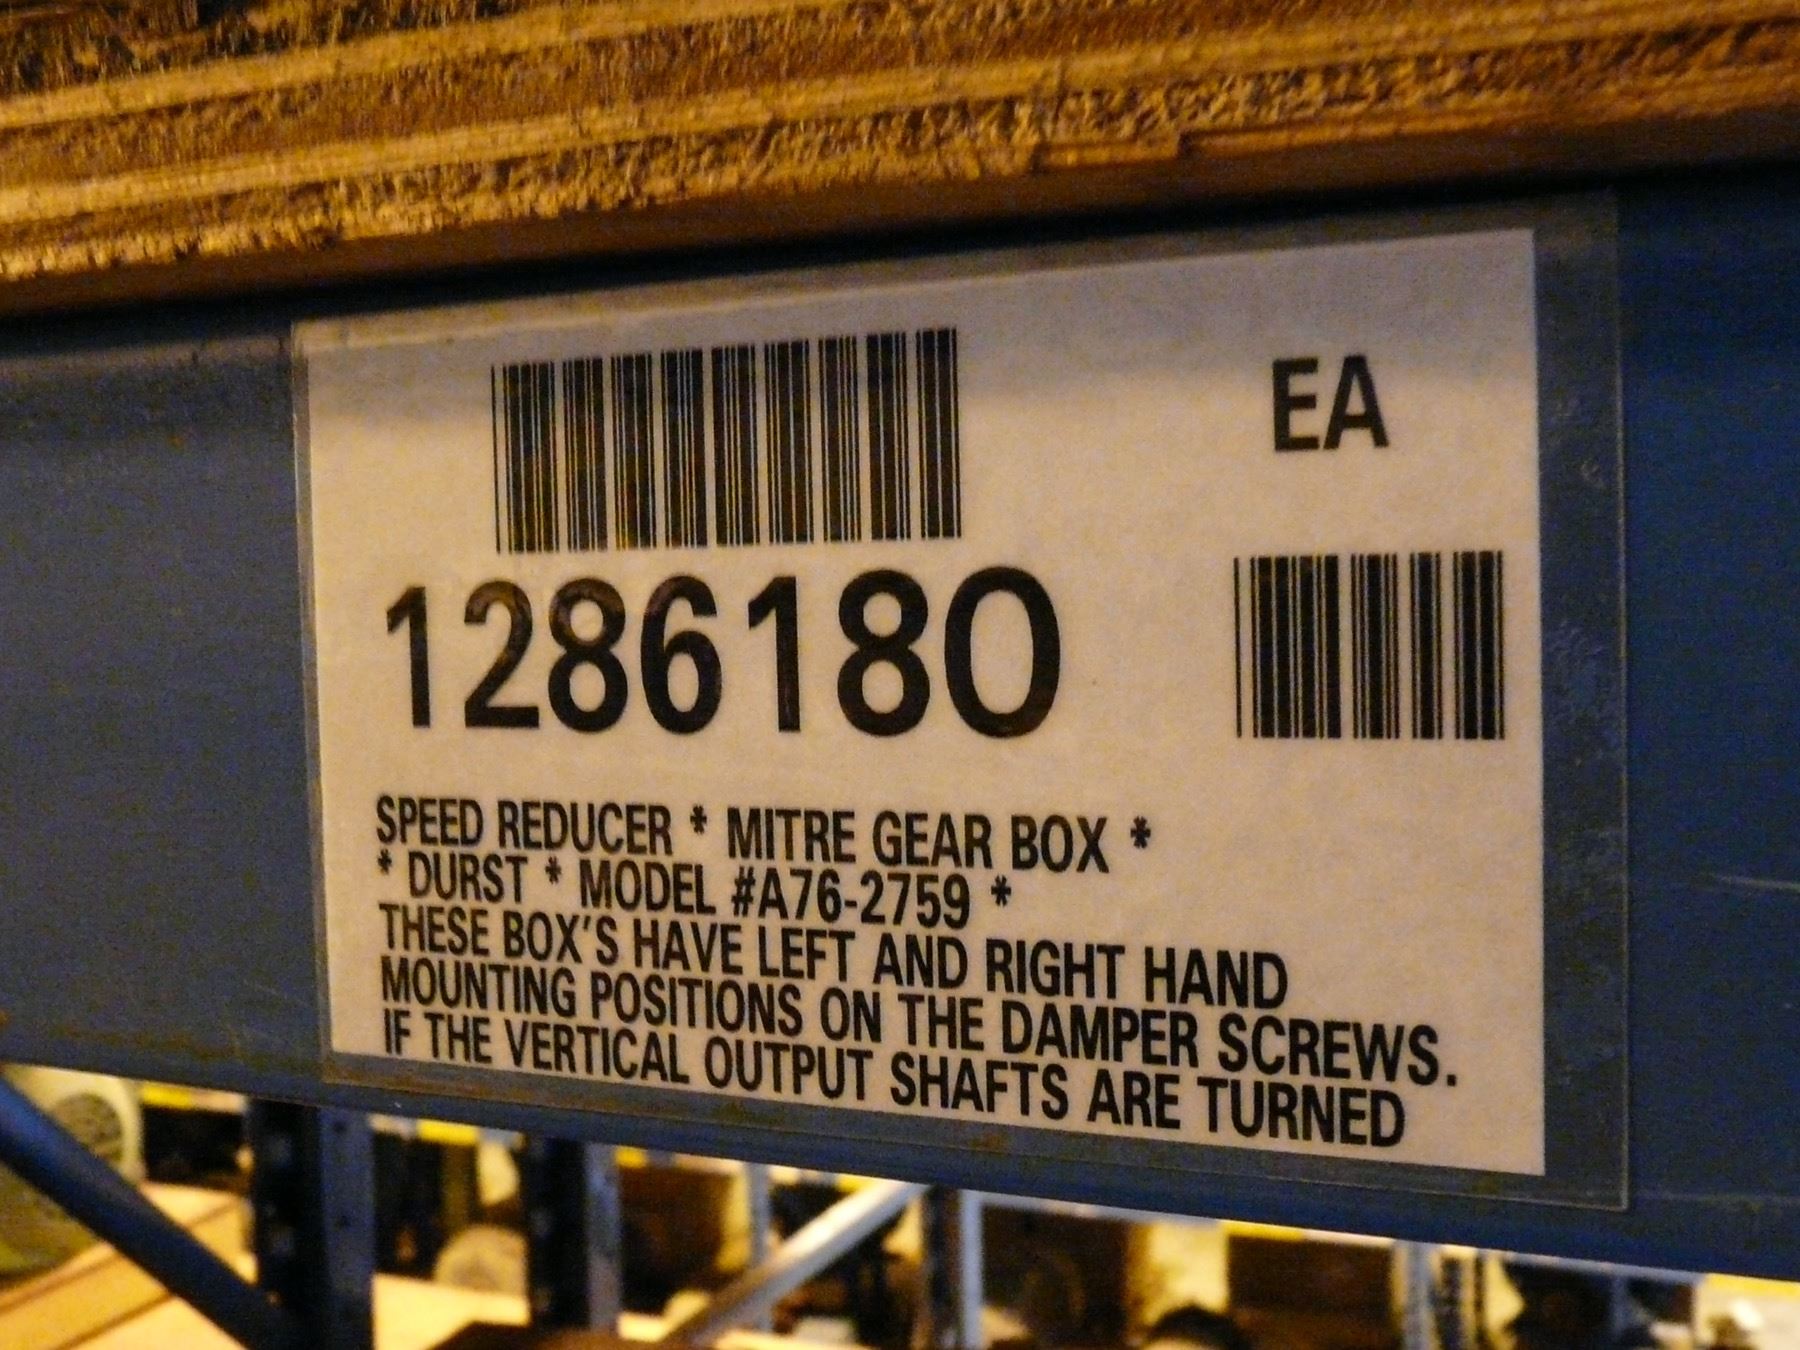 EA
1286180
SPEED REDUCER * MITRE GEAR BOX *
* DURST * MODEL #A76-2759 *
THESE BOX'S HAVE LEFT AND RIGHT HAND
MOUNTING POSITIONS ON THE DAMPER SCREWS.
IF THE VERTICAL OUTPUT SHAFTS ARE TURNED